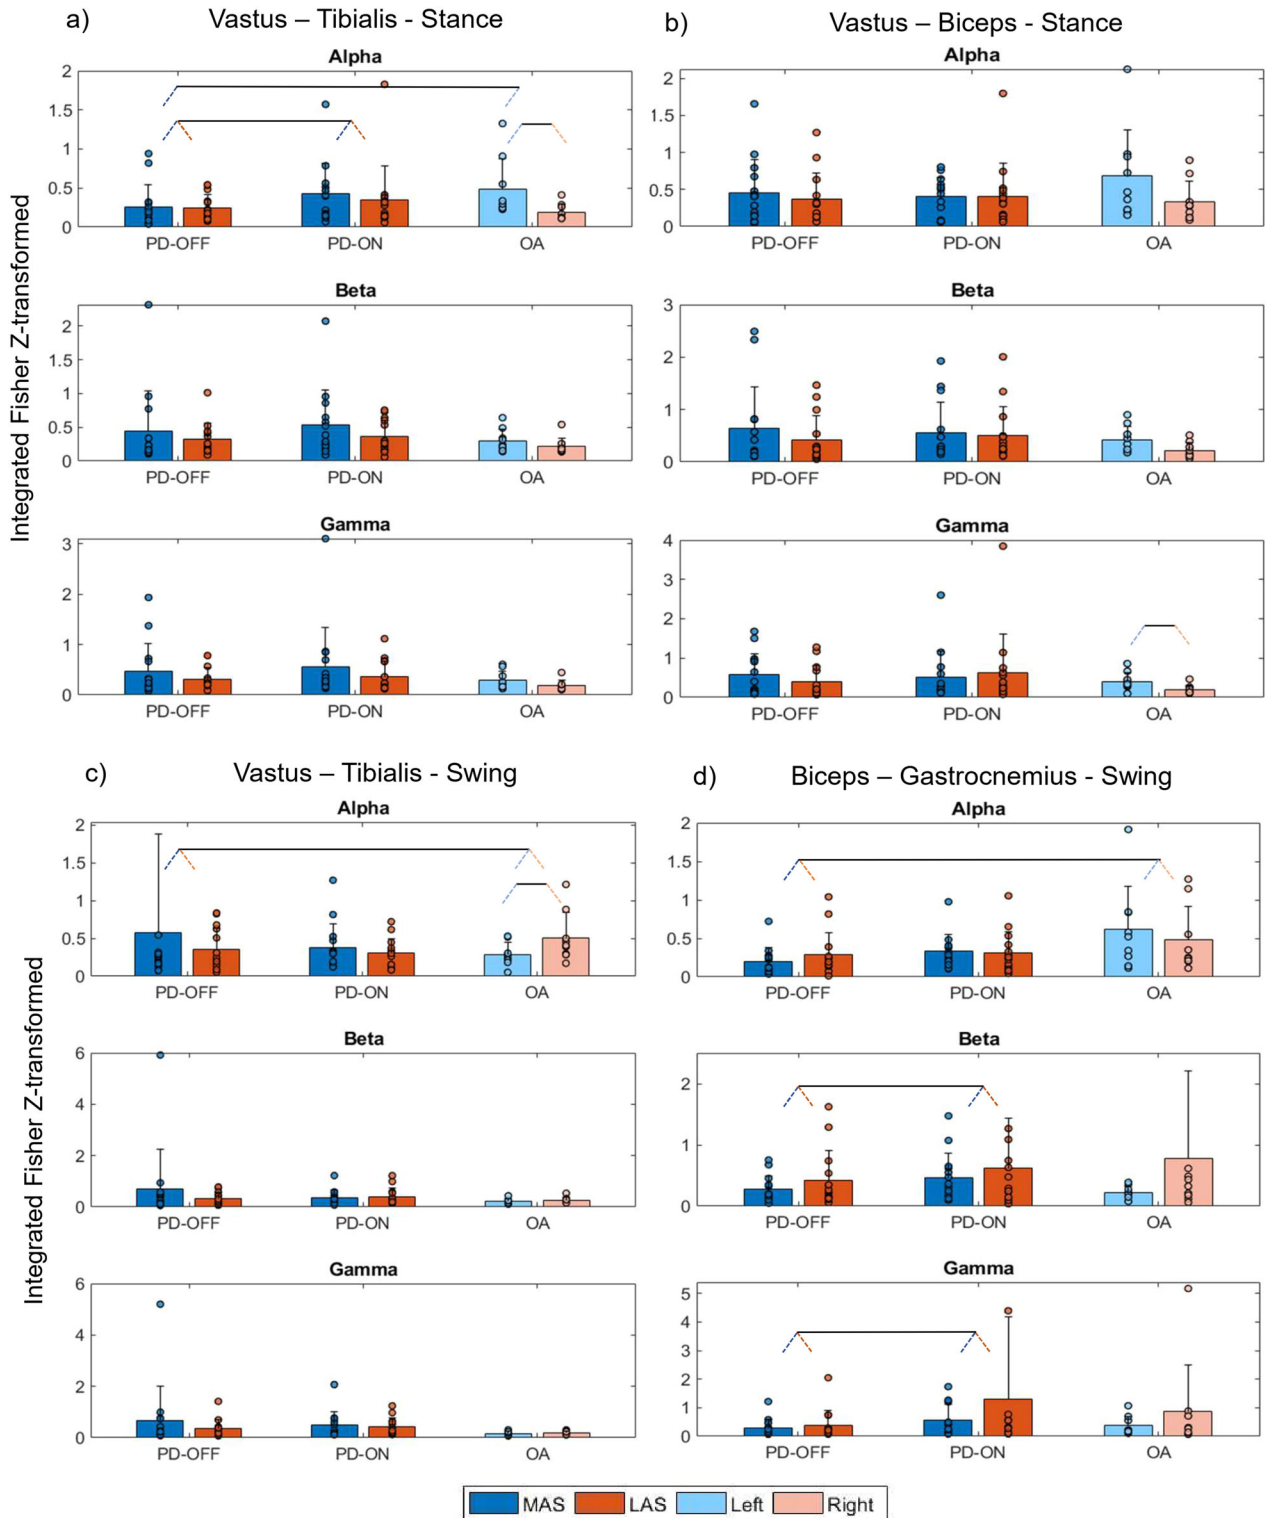 a)
Vastus – Tibialis - Stance
Alpha
2
1.5
1
0.5
0
PD-OFF PD-ON OA
Beta
2
1.5
1
0.5
0
PD-OFF PD-ON OA
Gamma
3
2
1
0
PD-OFF PD-ON OA
Integrated Fisher Z-transformed
b)
Vastus – Biceps - Stance
Alpha
2
1.5
1
0.5
0
PD-OFF PD-ON OA
Beta
3
2
1
0
PD-OFF PD-ON OA
Gamma
4
3
2
1
0
PD-OFF PD-ON OA
c)
Vastus – Tibialis - Swing
Alpha
2
1.5
1
0.5
0
PD-OFF PD-ON OA
Beta
6
4
2
0
PD-OFF PD-ON OA
Gamma
6
4
2
0
PD-OFF PD-ON OA
Integrated Fisher Z-transformed
d)
Biceps – Gastrocnemius - Swing
Alpha
2
1.5
1
0.5
0
PD-OFF PD-ON OA
Beta
2
1
0
PD-OFF PD-ON OA
Gamma
5
4
3
2
1
0
PD-OFF PD-ON OA
MAS LAS Left Right